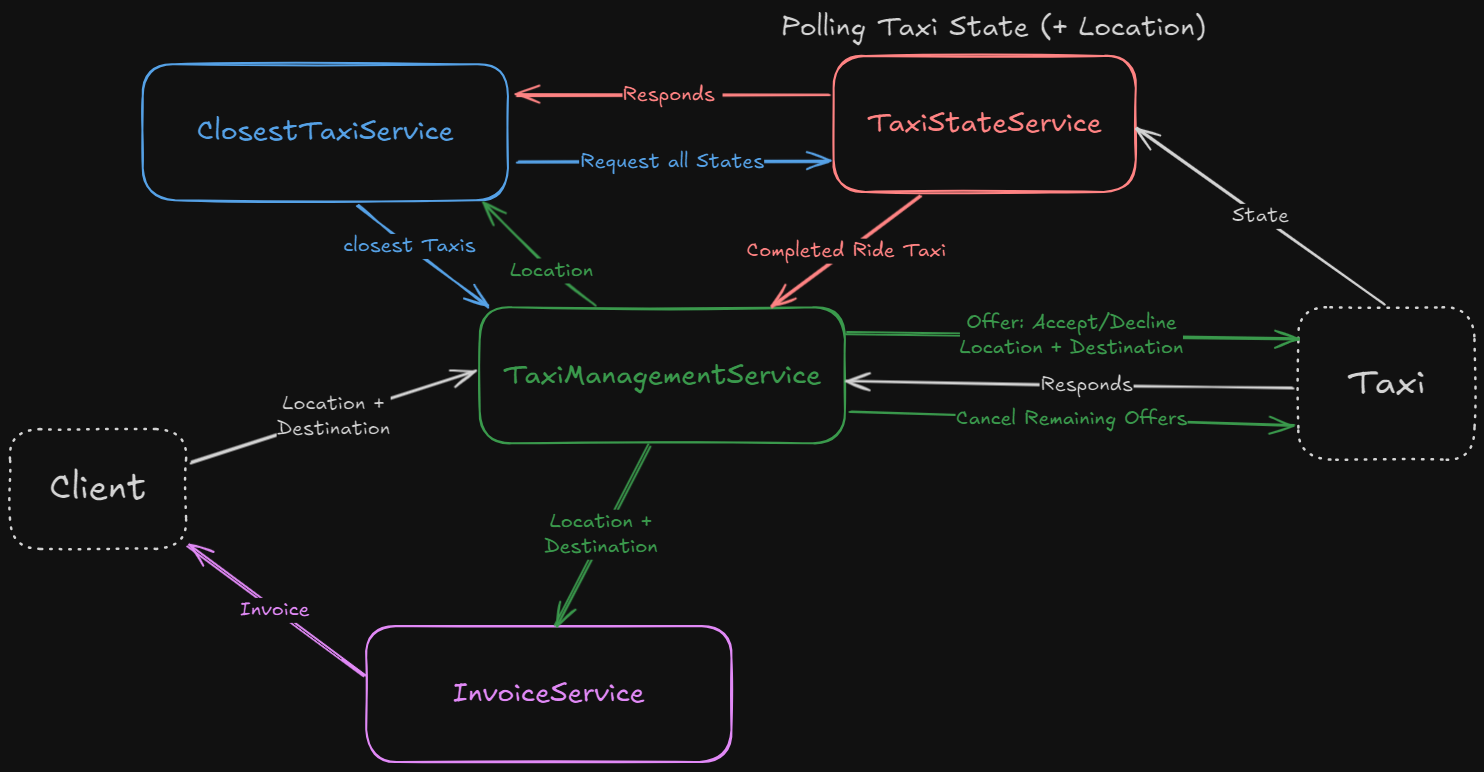 Polling Taxi State (+ Location)
ClosestTaxiService
Responds
TaxiStateService
Request all States
State
closest Taxis
Location
Completed Ride Taxi
Offer: Accept/Decline
Location + Destination
TaxiManagementService
Responds
Taxi
Cancel Remaining Offers
Location +
Destination
Client
Location +
Destination
Invoice
InvoiceService